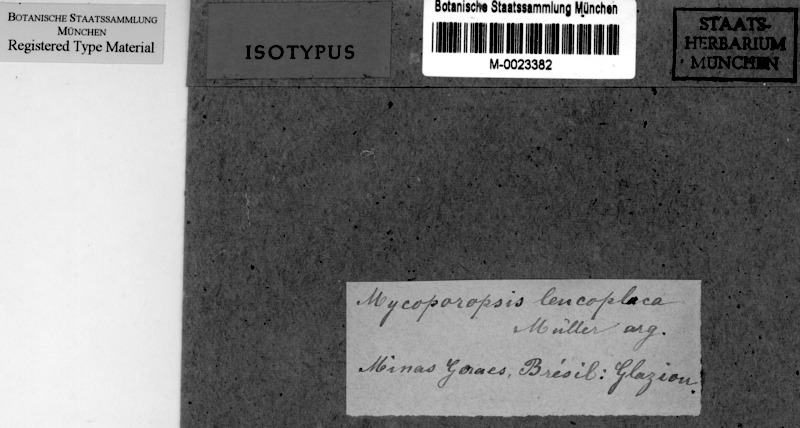 BOTANISCHE STAATSSAMMLUNG
MÜNCHEN
Registered Type Material
ISOTYPUS
Botanische Staatssammlung München
M-0023382
STAATS-
HERBARIUM
MÜNCHEN
Mycoporopsis leucoplaca
Müller arg.
Minas Geraes, Brésil: Glaziou.